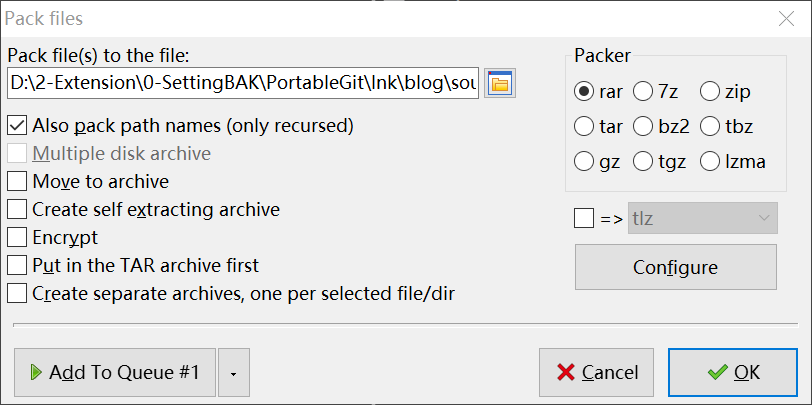 Pack files
Pack file(s) to the file:
D:\2-Extension\0-SettingBAK\PortableGit\lnk\blog\sou
Also pack path names (only recursed)
Multiple disk archive
Move to archive
Create self extracting archive
Encrypt
Put in the TAR archive first
Create separate archives, one per selected file/dir
Packer
rar 7z zip
tar bz2 tbz
gz tgz lzma
=> tlz
Configure
Add To Queue #1
Cancel
OK